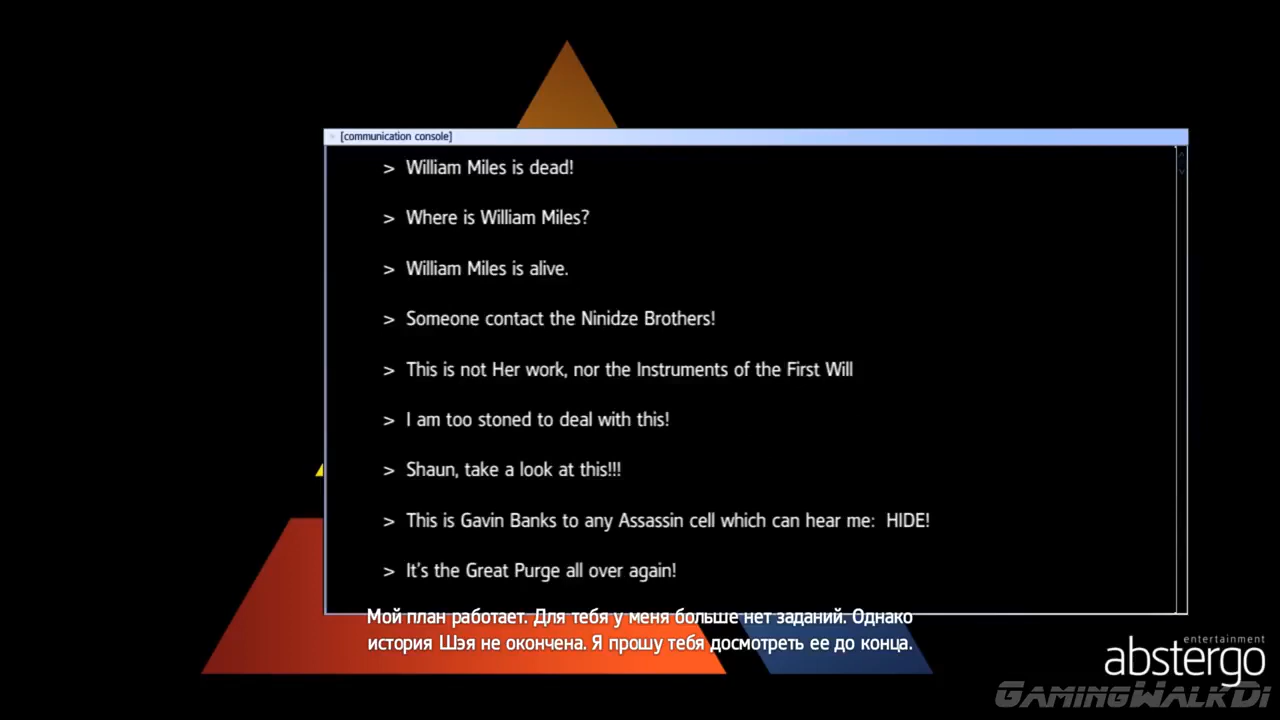 [communication console]
> William Miles is dead!
> Where is William Miles?
> William Miles is alive.
> Someone contact the Ninidze Brothers!
> This is not Her work, nor the Instruments of the First Will
> I am too stoned to deal with this!
> Shaun, take a look at this!!!
> This is Gavin Banks to any Assassin cell which can hear me:  HIDE!
> It's the Great Purge all over again!
Мой план работает. Для тебя у меня больше нет заданий. Однако
история Шэя не окончена. Я прошу тебя досмотреть ее до конца.
entertainment
abstergo
GamingWalkDi